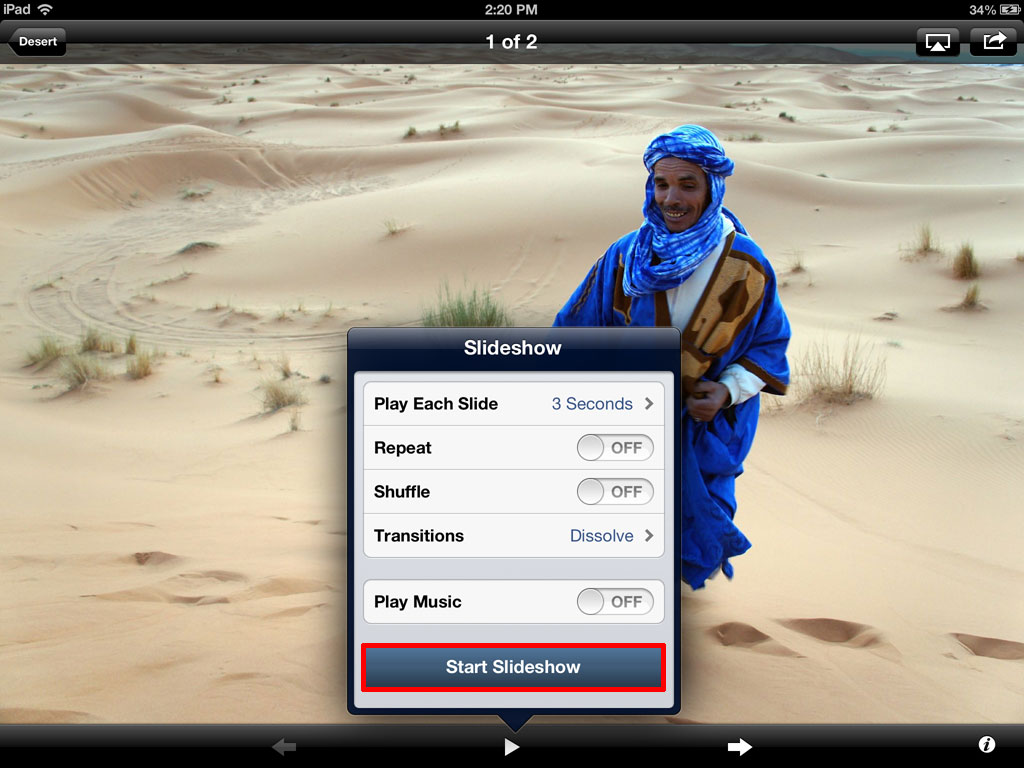 iPad 2:20 PM 34%
Desert 1 of 2
Slideshow
Play Each Slide 3 Seconds
Repeat OFF
Shuffle OFF
Transitions Dissolve
Play Music OFF
Start Slideshow
i